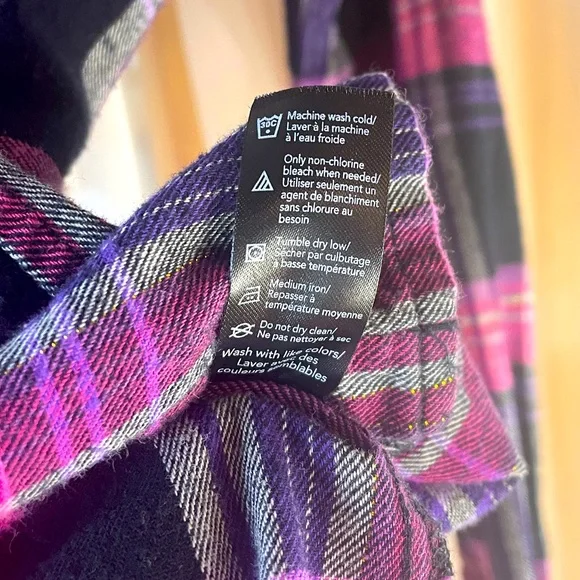 30C
Machine wash cold/
Laver à la machine
à l'eau froide
Only non-chlorine
bleach when needed/
Utiliser seulement un
agent de blanchiment
sans chlorure au
besoin
Tumble dry low/
Sécher par culbutage
à basse température
Medium iron/
Repasser à
température moyenne
Do not dry clean/
Ne pas nettoyer à sec
Wash with like colors/
Laver avec des
couleurs semblables